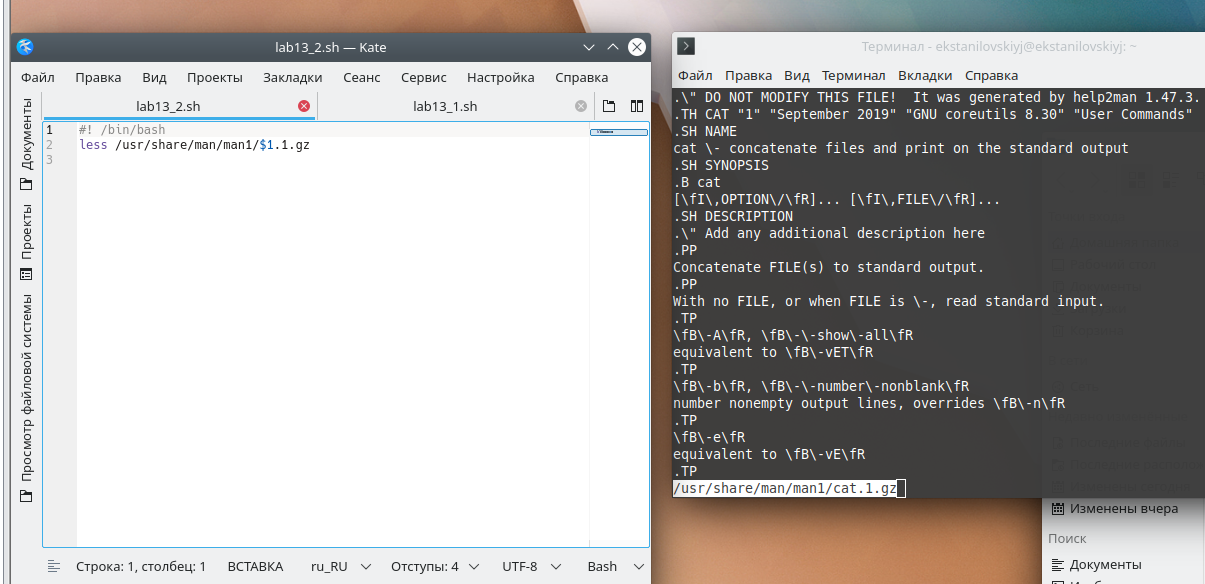 lab13_2.sh — Kate
Файл Правка Вид Проекты Закладки Сеанс Сервис Настройка Справка
lab13_2.sh lab13_1.sh
Документы
Проекты
Просмотр файловой системы
1 #! /bin/bash
2 less /usr/share/man/man1/$1.1.gz
3
Строка: 1, столбец: 1 ВСТАВКА ru_RU Отступы: 4 UTF-8 Bash
Терминал - ekstanilovskiyj@ekstanilovskiyj: ~
Файл Правка Вид Терминал Вкладки Справка
.\" DO NOT MODIFY THIS FILE!  It was generated by help2man 1.47.3.
.TH CAT "1" "September 2019" "GNU coreutils 8.30" "User Commands"
.SH NAME
cat \- concatenate files and print on the standard output
.SH SYNOPSIS
.B cat
[\fI\,OPTION\/\fR]... [\fI\,FILE\/\fR]...
.SH DESCRIPTION
.\" Add any additional description here
.PP
Concatenate FILE(s) to standard output.
.PP
With no FILE, or when FILE is \-, read standard input.
.TP
\fB\-A\fR, \fB\-\-show\-all\fR
equivalent to \fB\-vET\fR
.TP
\fB\-b\fR, \fB\-\-number\-nonblank\fR
number nonempty output lines, overrides \fB\-n\fR
.TP
\fB\-e\fR
equivalent to \fB\-vE\fR
.TP
/usr/share/man/man1/cat.1.gz
Изменены вчера
Поиск
Документы